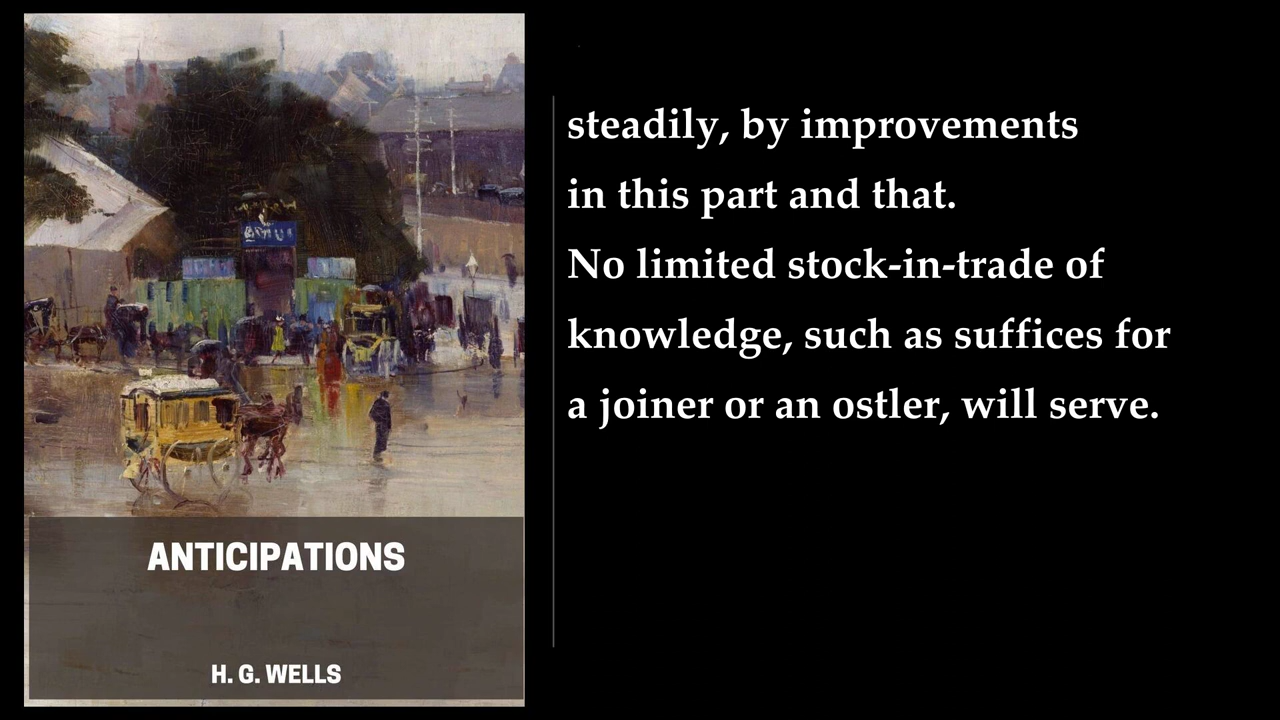 ANTICIPATIONS
H. G. WELLS
steadily, by improvements
in this part and that.
No limited stock-in-trade of
knowledge, such as suffices for
a joiner or an ostler, will serve.